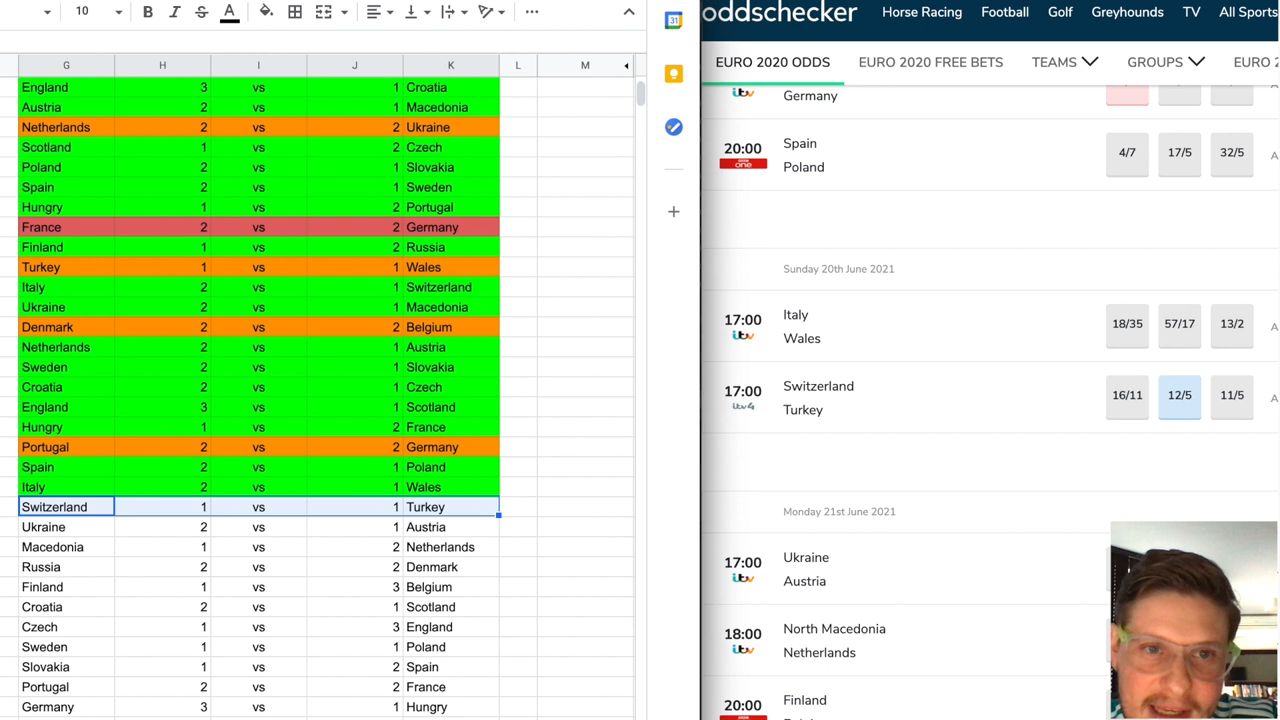 10 B I S A
G H I J K L M
England 3 vs 1 Croatia
Austria 2 vs 1 Macedonia
Netherlands 2 vs 2 Ukraine
Scotland 1 vs 2 Czech
Poland 2 vs 1 Slovakia
Spain 2 vs 1 Sweden
Hungry 1 vs 2 Portugal
France 2 vs 2 Germany
Finland 1 vs 2 Russia
Turkey 1 vs 1 Wales
Italy 2 vs 1 Switzerland
Ukraine 2 vs 1 Macedonia
Denmark 2 vs 2 Belgium
Netherlands 2 vs 1 Austria
Sweden 2 vs 1 Slovakia
Croatia 2 vs 1 Czech
England 3 vs 1 Scotland
Hungry 1 vs 2 France
Portugal 2 vs 2 Germany
Spain 2 vs 1 Poland
Italy 2 vs 1 Wales
Switzerland 1 vs 1 Turkey
Ukraine 2 vs 1 Austria
Macedonia 1 vs 2 Netherlands
Russia 2 vs 2 Denmark
Finland 1 vs 3 Belgium
Croatia 2 vs 1 Scotland
Czech 1 vs 3 England
Sweden 1 vs 1 Poland
Slovakia 1 vs 2 Spain
Portugal 2 vs 2 France
Germany 3 vs 1 Hungry
31
oddschecker Horse Racing Football Golf Greyhounds TV All Sports
EURO 2020 ODDS EURO 2020 FREE BETS TEAMS GROUPS EURO 2
itv Germany
20:00 Spain 4/7 17/5 32/5 A
one Poland
Sunday 20th June 2021
17:00 Italy 18/35 57/17 13/2 A
itv Wales
17:00 Switzerland 16/11 12/5 11/5 A
itv4 Turkey
Monday 21st June 2021
17:00 Ukraine
itv Austria
18:00 North Macedonia
itv Netherlands
20:00 Finland